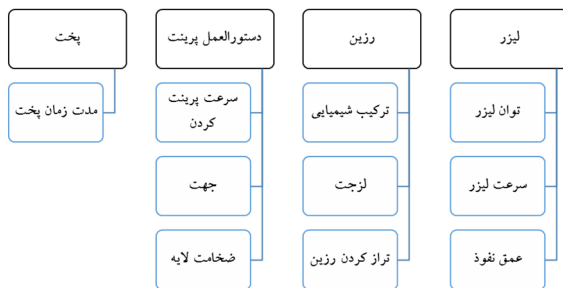 لیزر
توان لیزر
سرعت لیزر
عمق نفوذ
رزین
ترکیب شیمیایی
لزجت
تراز کردن رزین
دستورالعمل پرینت
سرعت پرینت
کردن
جهت
ضخامت لایه
پخت
مدت زمان پخت